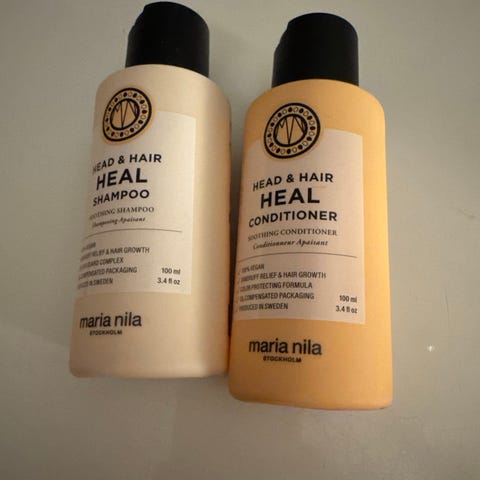 HEAD & HAIR
HEAL
SHAMPOO
SOOTHING SHAMPOO
Shampooing Apaisant
VEGAN
DANDRUFF RELIEF & HAIR GROWTH
COMPLEX
COMPENSATED PACKAGING
PRODUCED IN SWEDEN
100 ml
3.4 fl oz
maria nila
STOCKHOLM
HEAD & HAIR
HEAL
CONDITIONER
SOOTHING CONDITIONER
Conditionneur Apaisant
100% VEGAN
DANDRUFF RELIEF & HAIR GROWTH
COLOR PROTECTING FORMULA
CO₂ COMPENSATED PACKAGING
PRODUCED IN SWEDEN
100 ml
3.4 fl oz
maria nila
STOCKHOLM